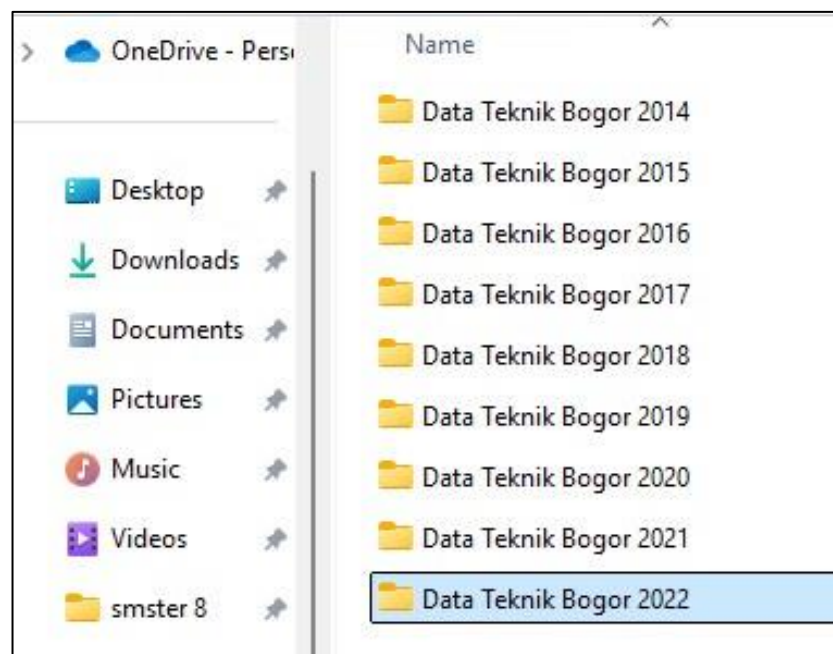 OneDrive - Pers
Desktop
Downloads
Documents
Pictures
Music
Videos
smster 8
Name
Data Teknik Bogor 2014
Data Teknik Bogor 2015
Data Teknik Bogor 2016
Data Teknik Bogor 2017
Data Teknik Bogor 2018
Data Teknik Bogor 2019
Data Teknik Bogor 2020
Data Teknik Bogor 2021
Data Teknik Bogor 2022